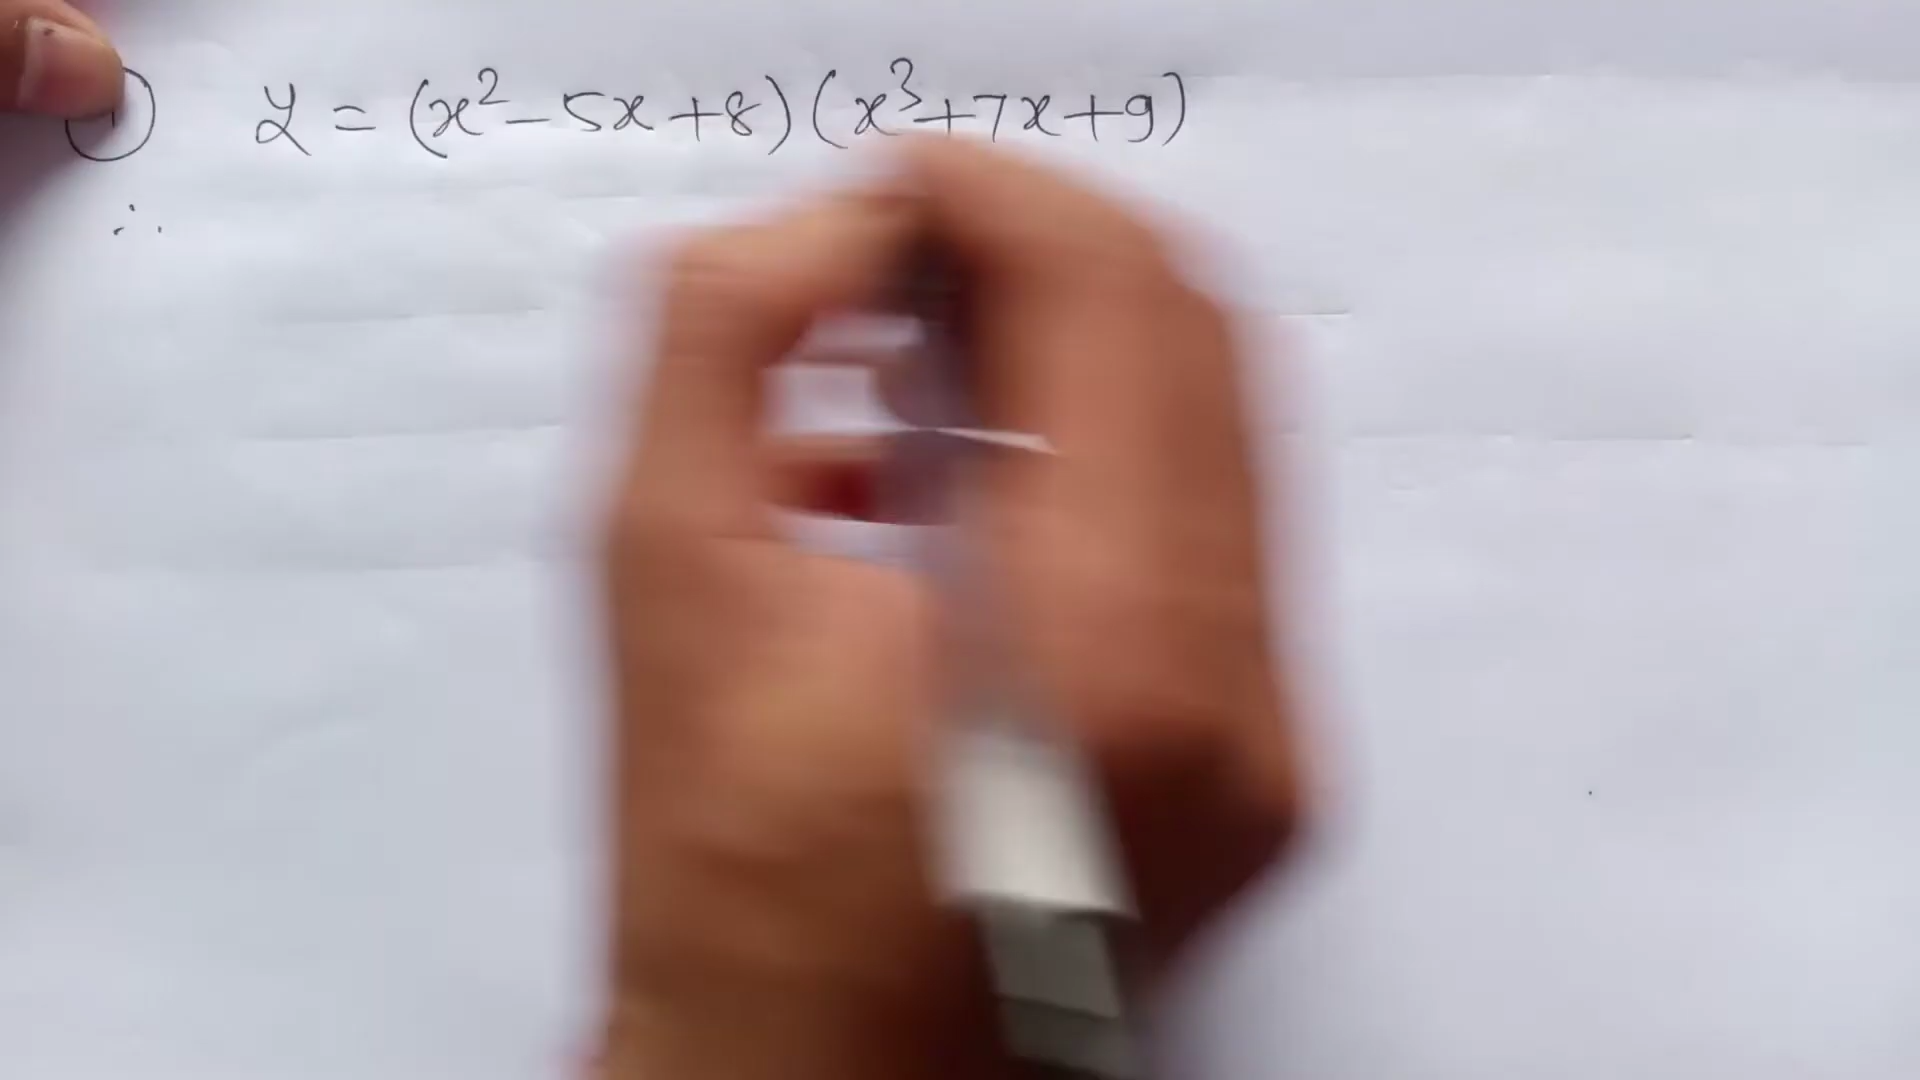 y = (x² - 5x + 8) (x³ + 7x + 9)
∴